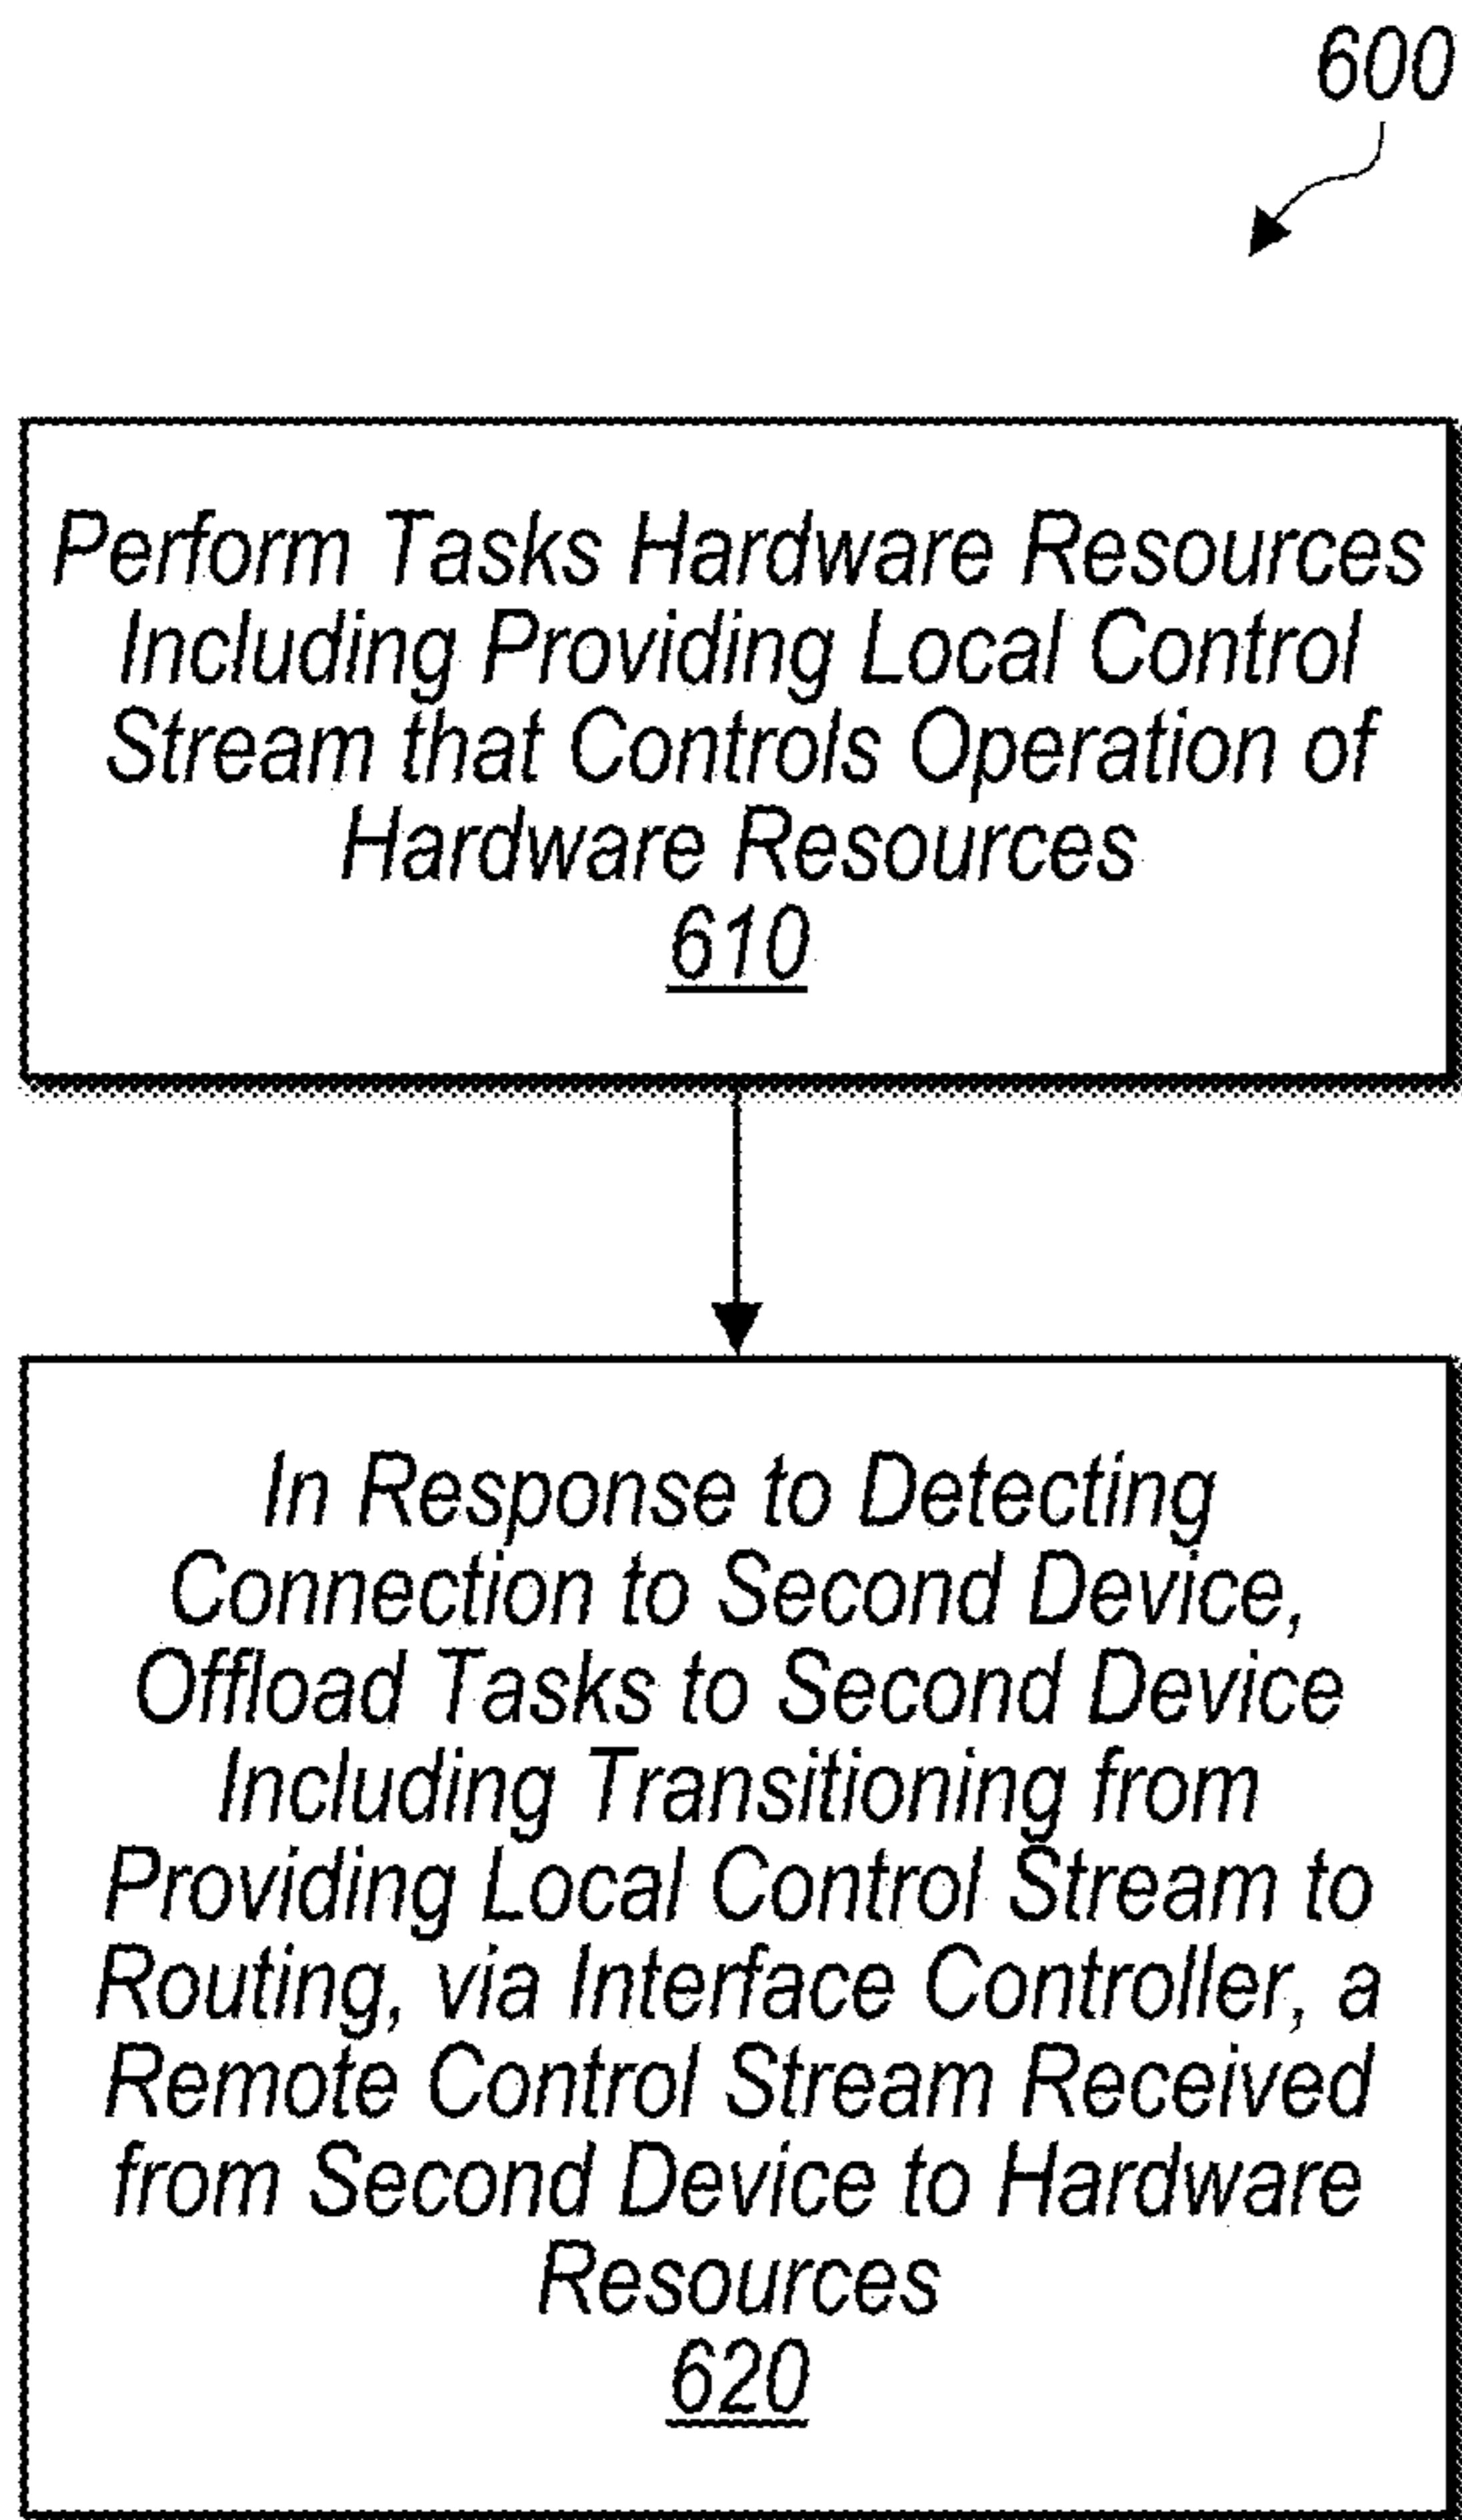 600
Perform Tasks Hardware Resources
Including Providing Local Control
Stream that Controls Operation of
Hardware Resources
610
In Response to Detecting
Connection to Second Device,
Offload Tasks to Second Device
Including Transitioning from
Providing Local Control Stream to
Routing, via Interface Controller, a
Remote Control Stream Received
from Second Device to Hardware
Resources
620